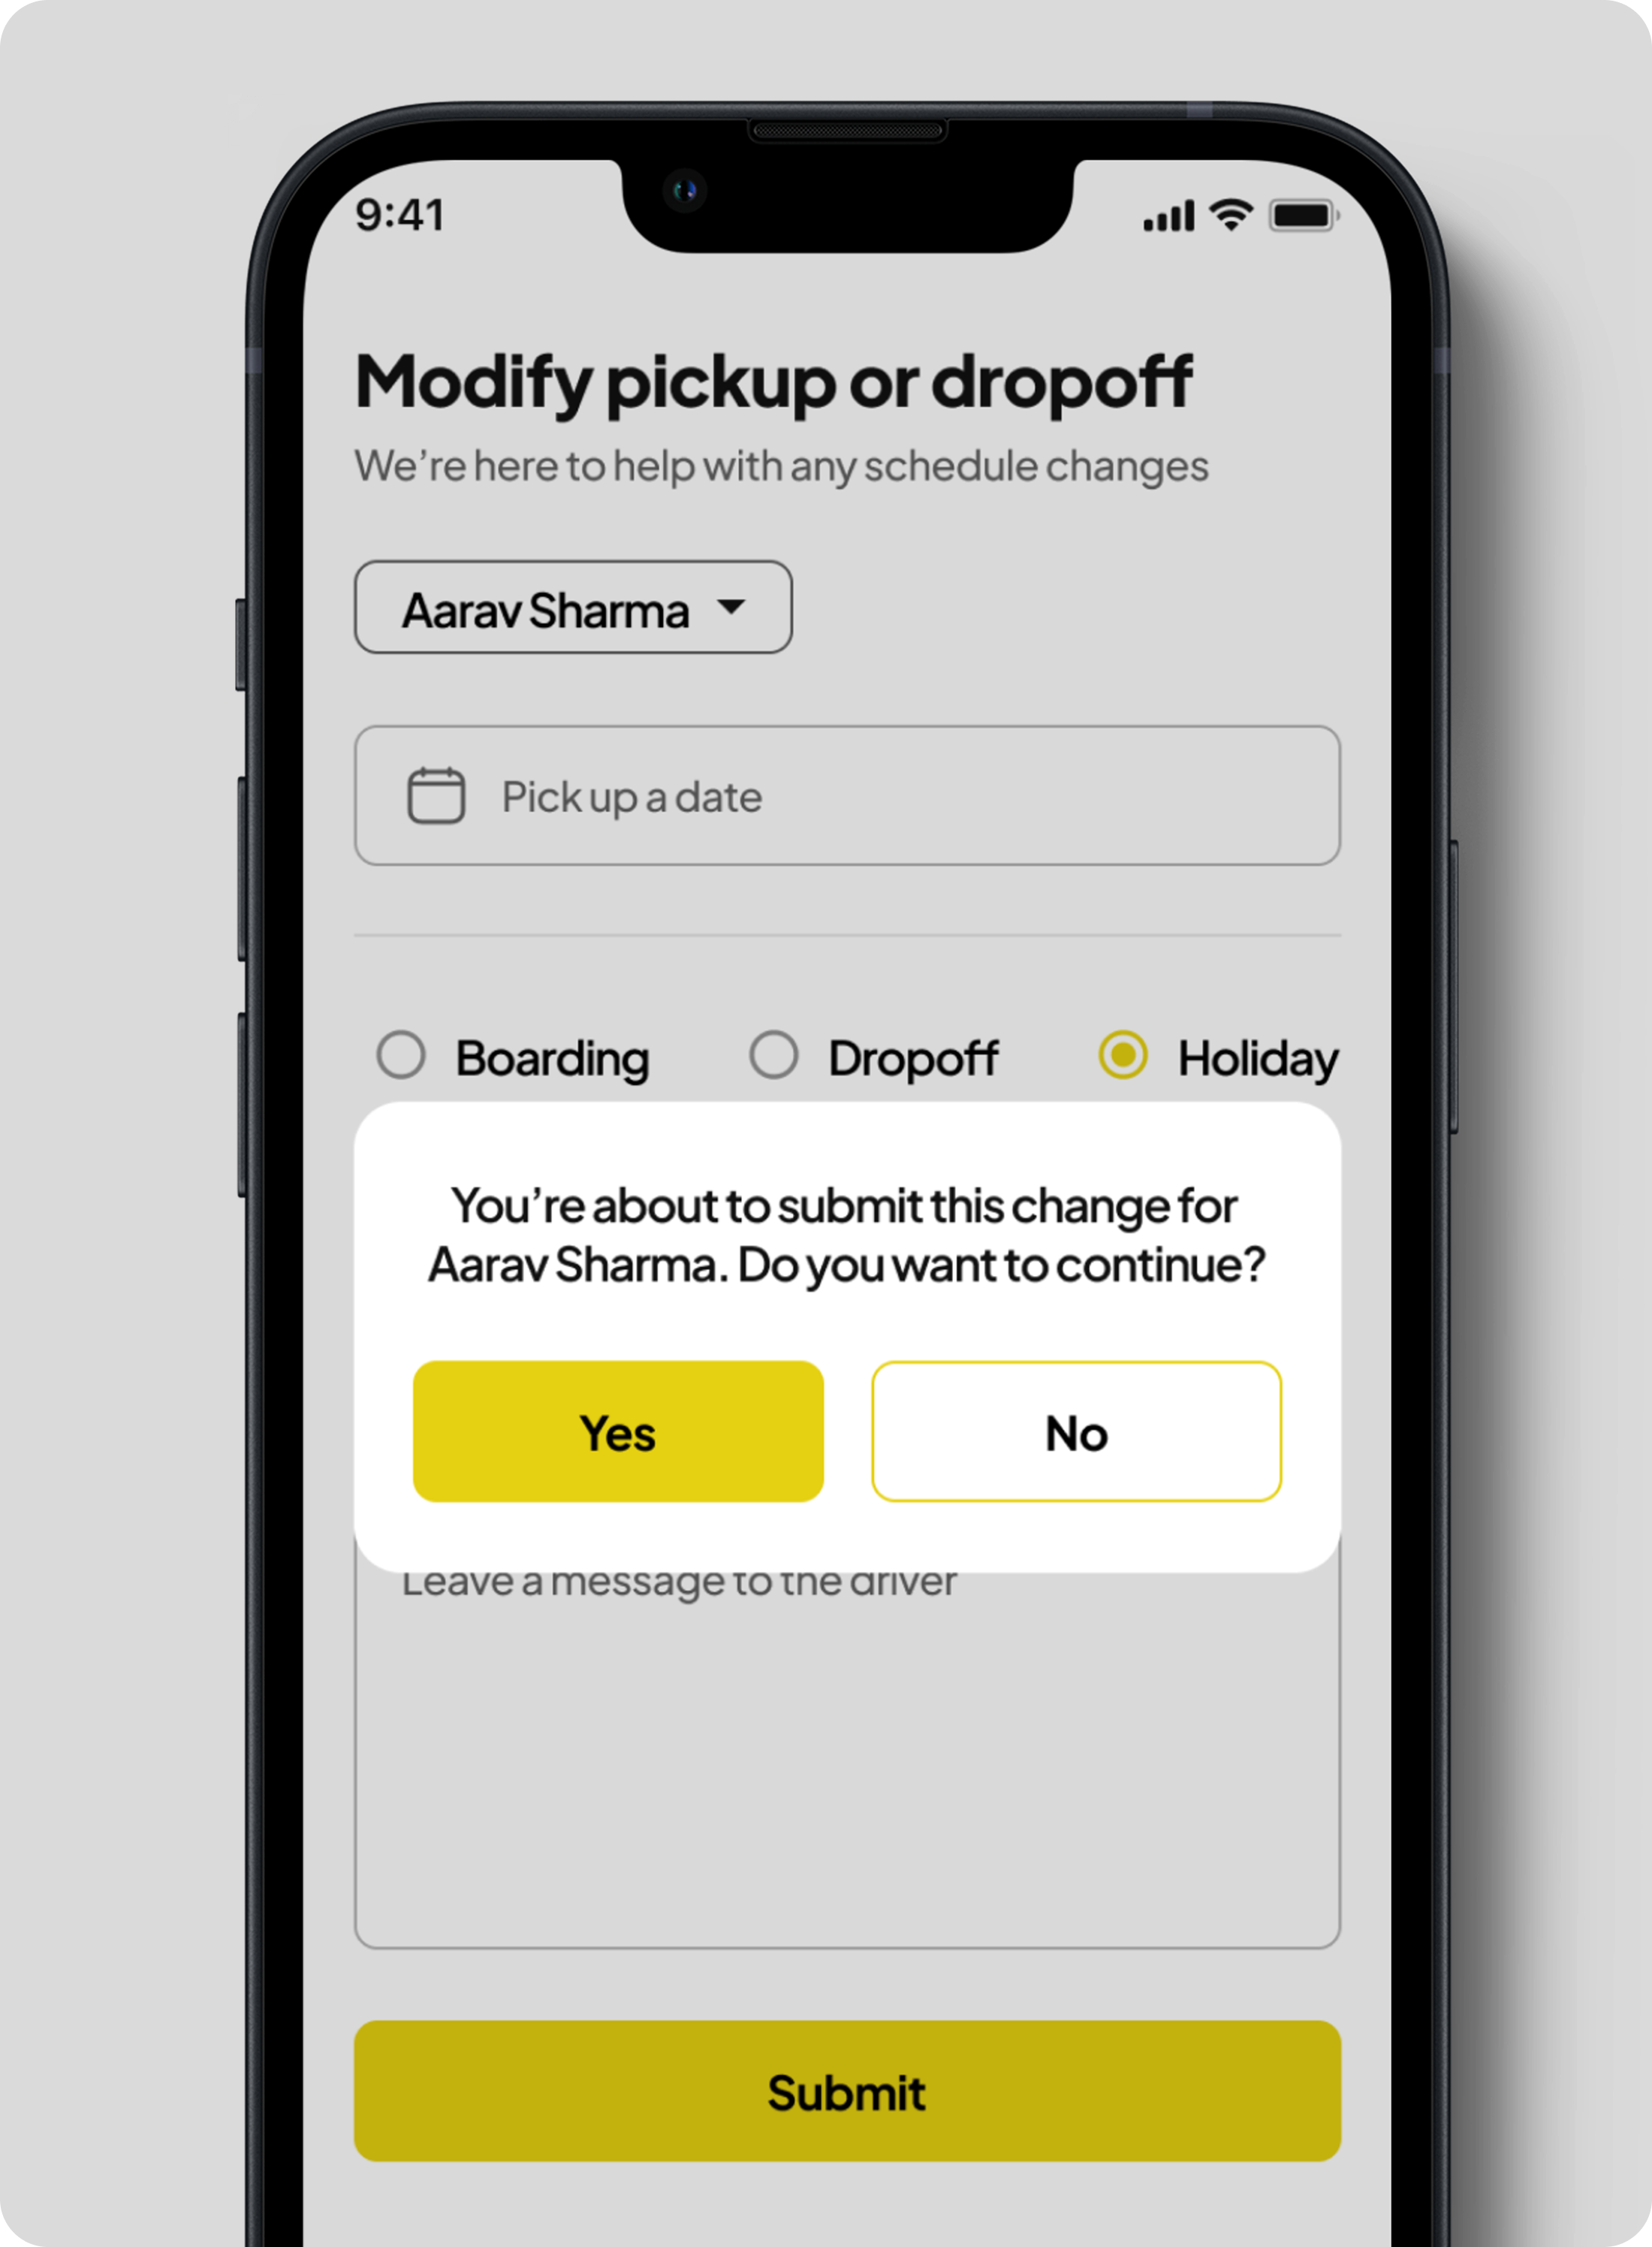 9:41
Modify pickup or dropoff
We’re here to help with any schedule changes
Aarav Sharma
Pick up a date
Boarding Dropoff Holiday
You’re about to submit this change for
Aarav Sharma. Do you want to continue?
Yes No
Leave a message to the driver
Submit